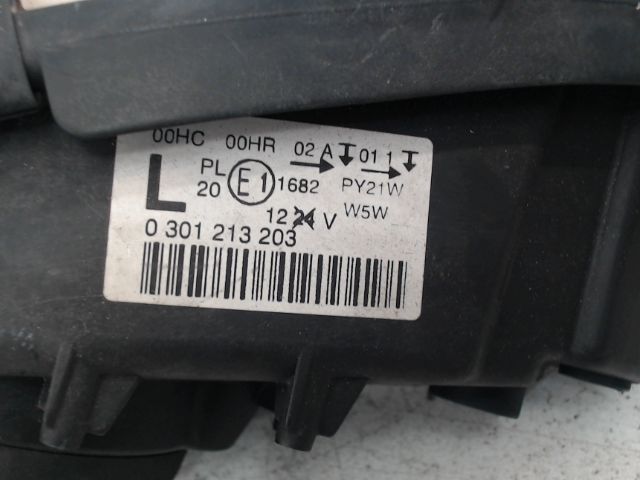 00HC 00HR 02 A 01 1
L PL E1 1682 PY21W
20
12 24 V W5W
0 301 213 203